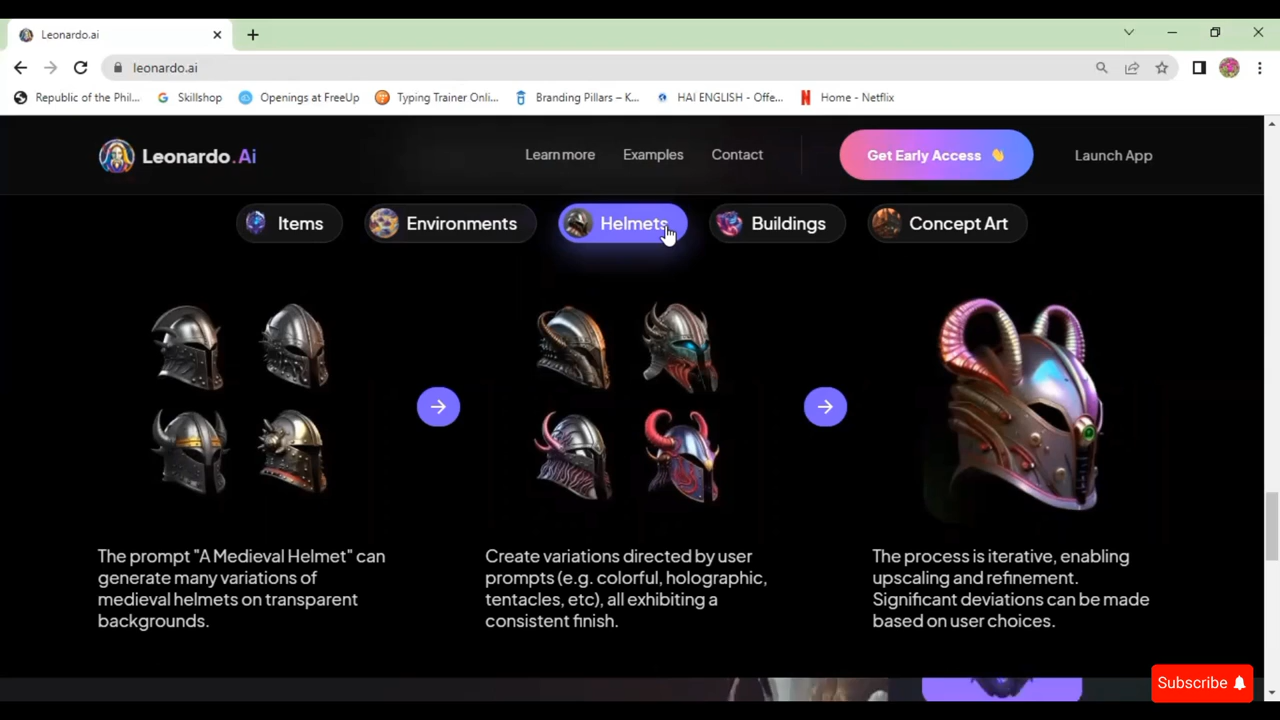 Leonardo.ai
leonardo.ai
Republic of the Phil... Skillshop Openings at FreeUp Typing Trainer Onli... Branding Pillars – K... HAI ENGLISH - Offe... Home - Netflix
Leonardo.Ai Learn more Examples Contact Get Early Access 👋 Launch App
Items Environments Helmets Buildings Concept Art
The prompt "A Medieval Helmet" can
generate many variations of
medieval helmets on transparent
backgrounds.
Create variations directed by user
prompts (e.g. colorful, holographic,
tentacles, etc), all exhibiting a
consistent finish.
The process is iterative, enabling
upscaling and refinement.
Significant deviations can be made
based on user choices.
Subscribe